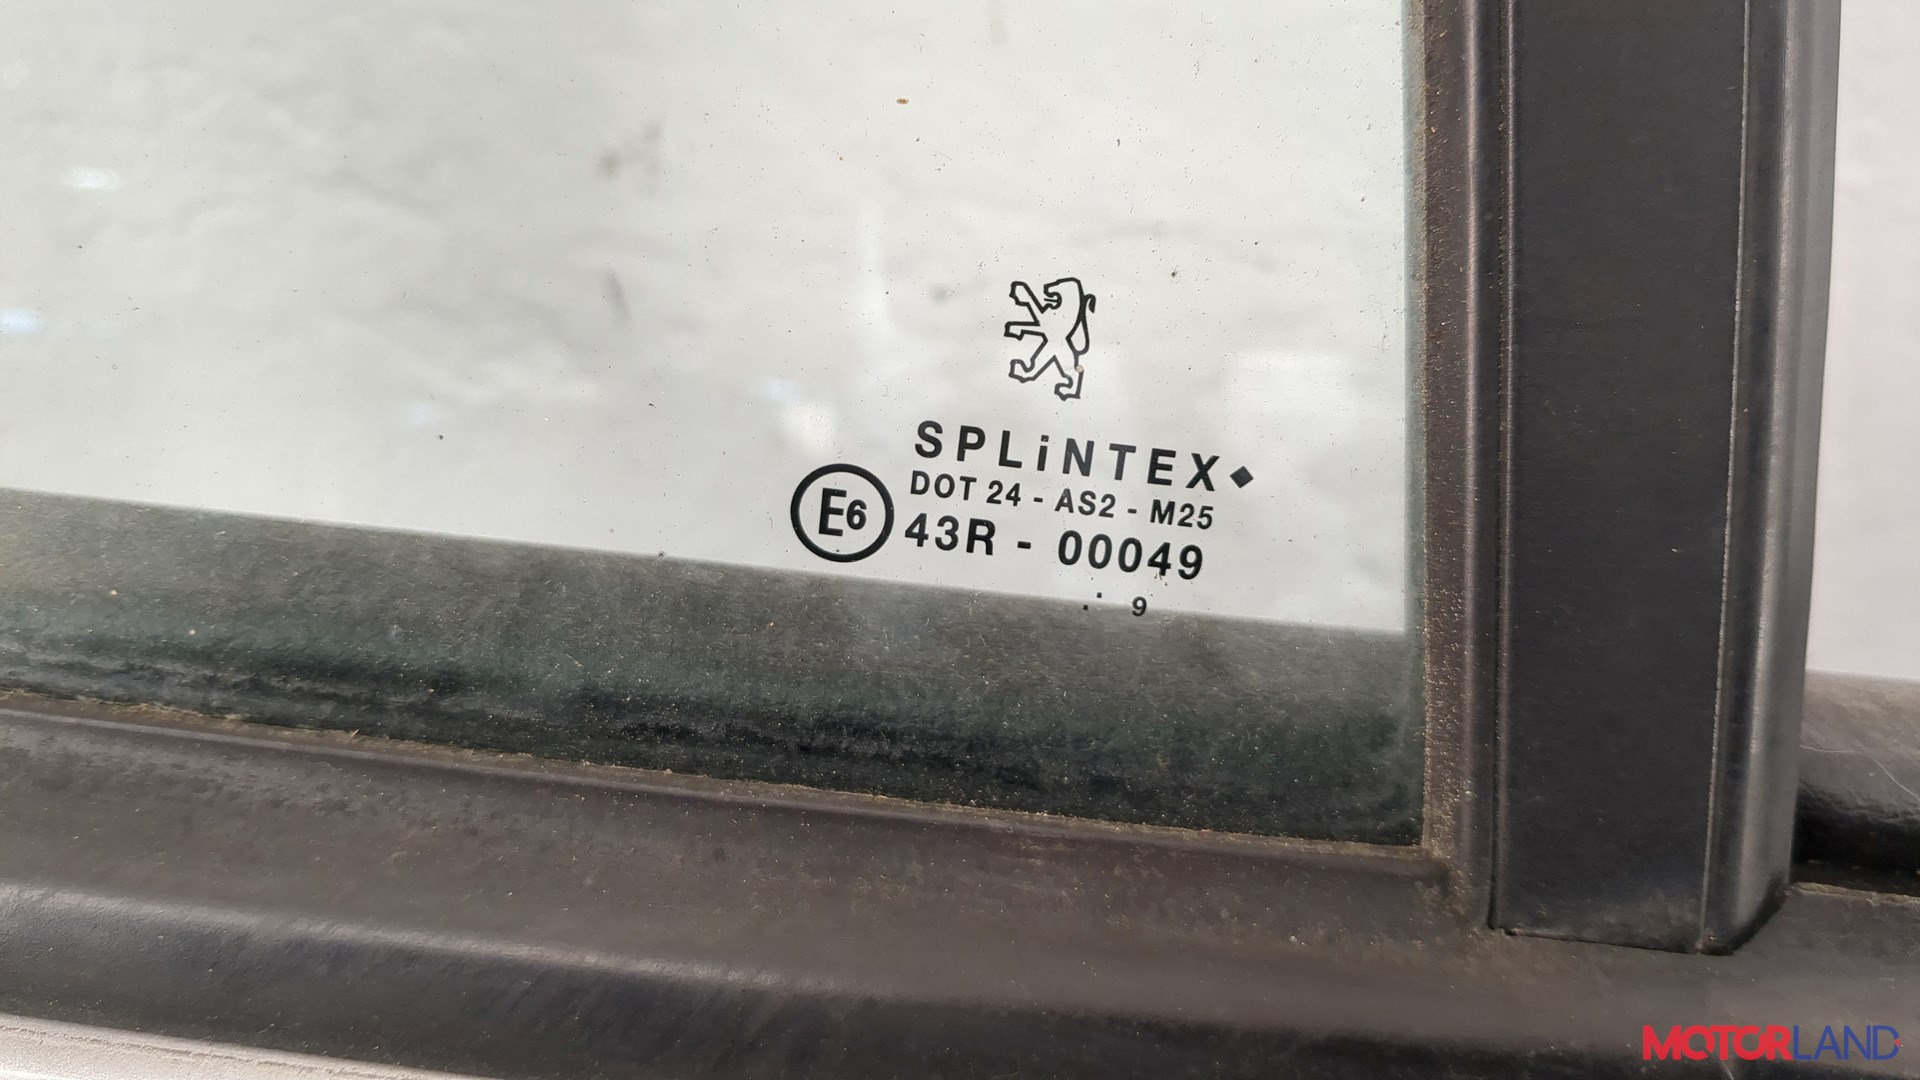 SPLiNTEX
DOT 24 - AS2 - M25
E6 43R - 00049
.: 9
MOTORLAND